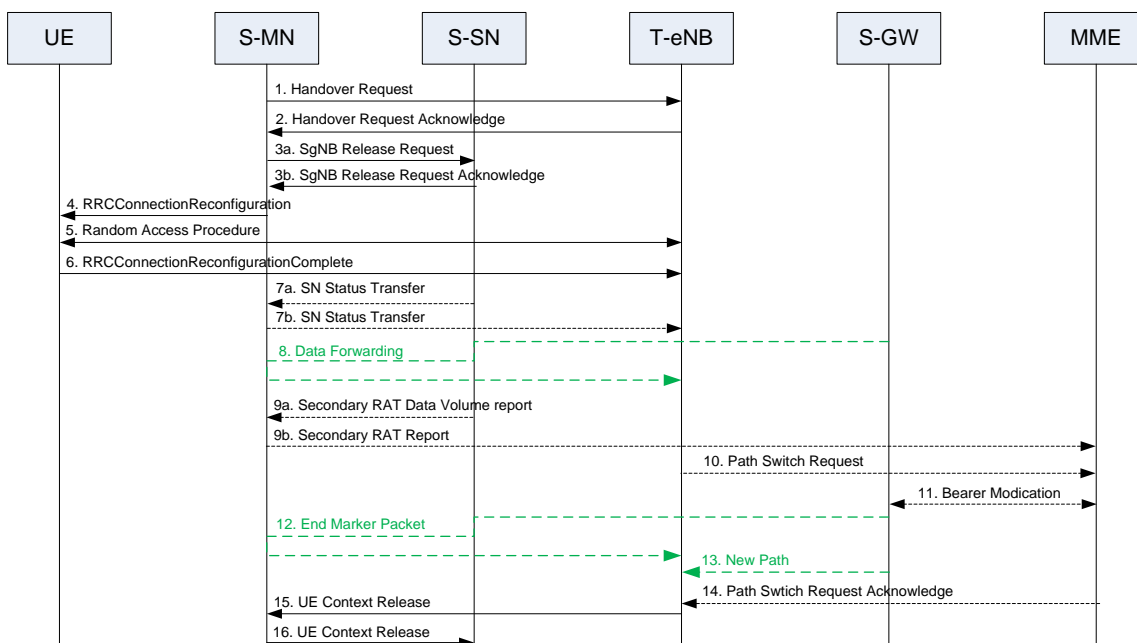 UE
S-MN
S-SN
T-eNB
S-GW
MME
1. Handover Request
2. Handover Request Acknowledge
3a. SgNB Release Request
3b. SgNB Release Request Acknowledge
4. RRCConnectionReconfiguration
5. Random Access Procedure
6. RRCConnectionReconfigurationComplete
7a. SN Status Transfer
7b. SN Status Transfer
8. Data Forwarding
9a. Secondary RAT Data Volume report
9b. Secondary RAT Report
10. Path Switch Request
11. Bearer Modication
12. End Marker Packet
13. New Path
14. Path Swtich Request Acknowledge
15. UE Context Release
16. UE Context Release